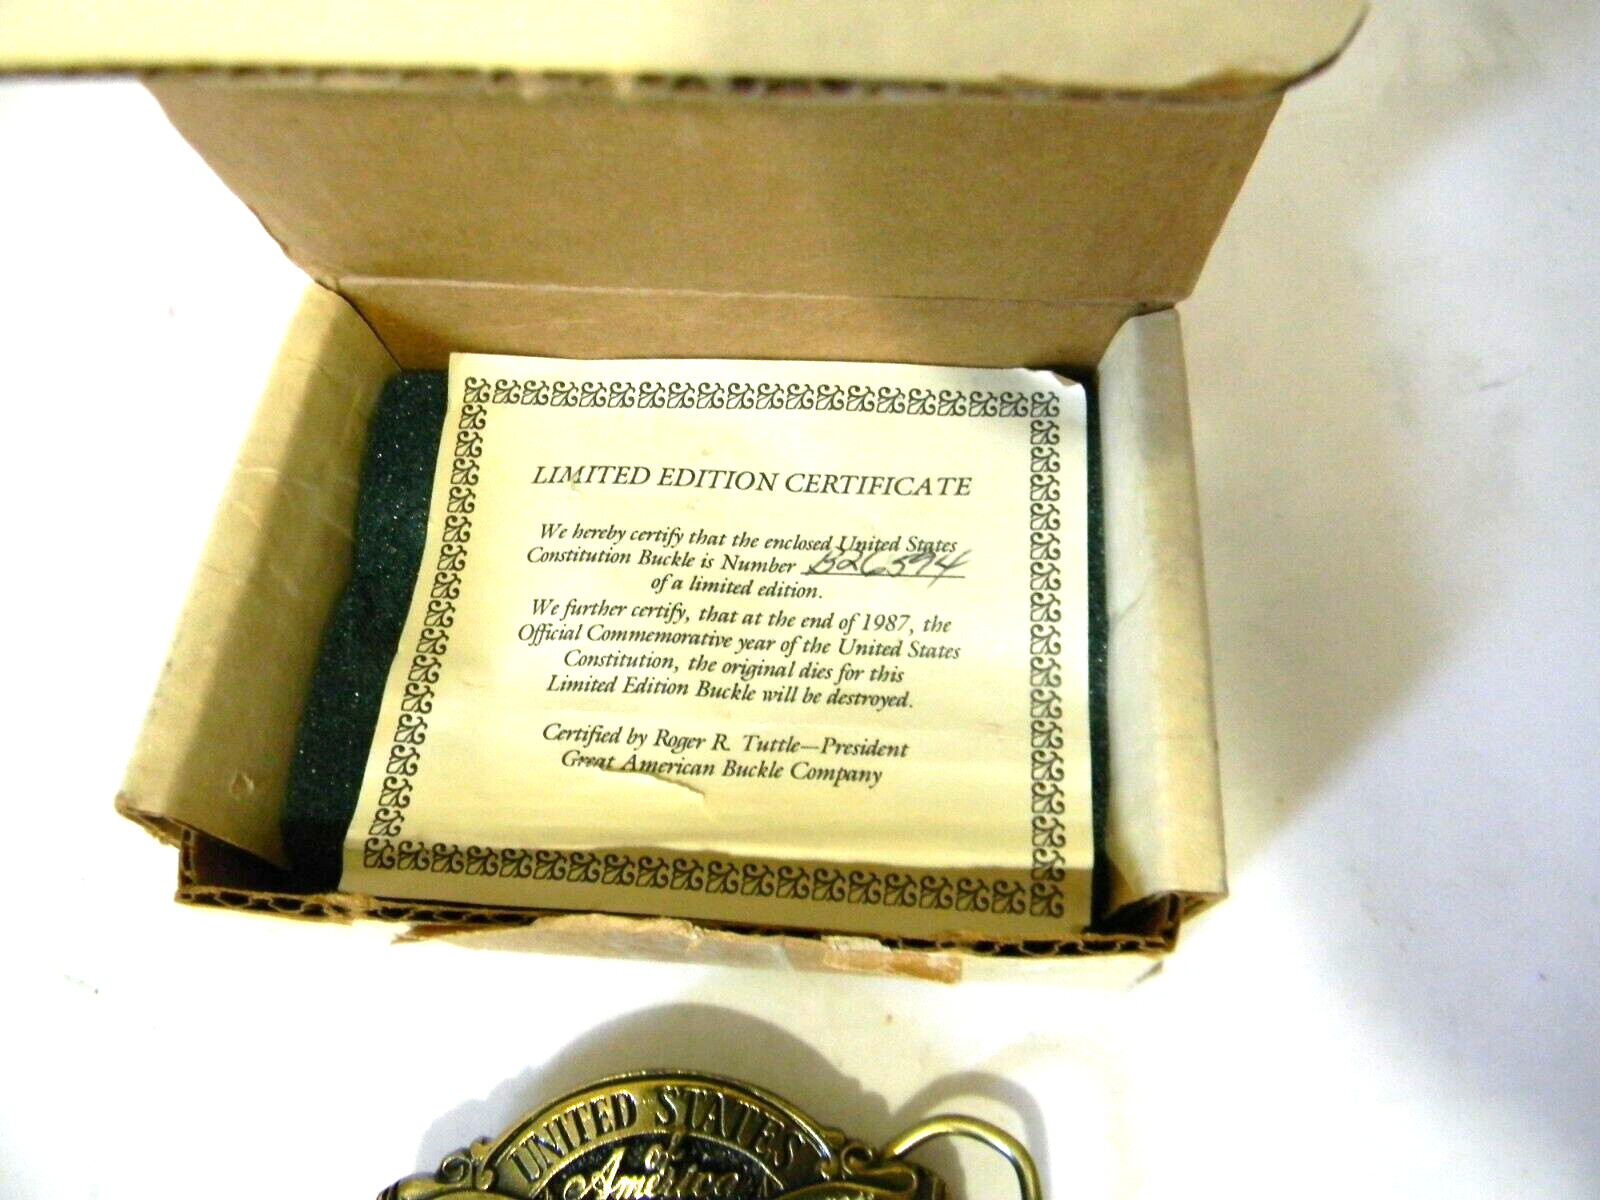 LIMITED EDITION CERTIFICATE
We hereby certify that the enclosed United States
Constitution Buckle is Number B26594
of a limited edition.
We further certify, that at the end of 1987, the
Official Commemorative year of the United States
Constitution, the original dies for this
Limited Edition Buckle will be destroyed.
Certified by Roger R. Tuttle—President
Great American Buckle Company
UNITED STATES
of
America